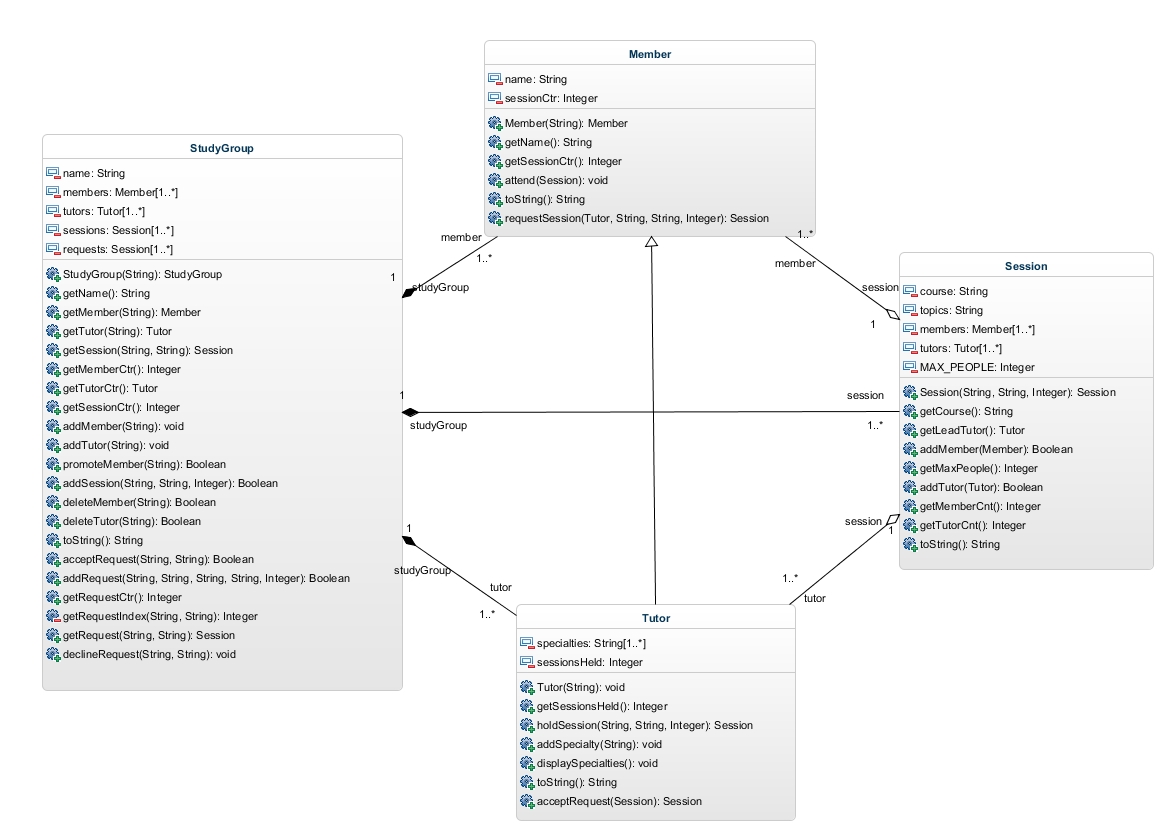 Member
name: String
sessionCtr: Integer
Member(String): Member
getName(): String
getSessionCtr(): Integer
attend(Session): void
toString(): String
requestSession(Tutor, String, String, Integer): Session
StudyGroup
name: String
members: Member[1..*]
tutors: Tutor[1..*]
sessions: Session[1..*]
requests: Session[1..*]
StudyGroup(String): StudyGroup
getName(): String
getMember(String): Member
getTutor(String): Tutor
getSession(String, String): Session
getMemberCtr(): Integer
getTutorCtr(): Tutor
getSessionCtr(): Integer
addMember(String): void
addTutor(String): void
promoteMember(String): Boolean
addSession(String, String, Integer): Boolean
deleteMember(String): Boolean
deleteTutor(String): Boolean
toString(): String
acceptRequest(String, String): Boolean
addRequest(String, String, String, String, Integer): Boolean
getRequestCtr(): Integer
getRequestIndex(String, String): Integer
getRequest(String, String): Session
declineRequest(String, String): void
member
1..*
1
studyGroup
1..*
member
session
1
1
studyGroup
session
1..*
1
studyGroup
tutor
1..*
session
1
1..*
tutor
Session
course: String
topics: String
members: Member[1..*]
tutors: Tutor[1..*]
MAX_PEOPLE: Integer
Session(String, String, Integer): Session
getCourse(): String
getLeadTutor(): Tutor
addMember(Member): Boolean
getMaxPeople(): Integer
addTutor(Tutor): Boolean
getMemberCnt(): Integer
getTutorCnt(): Integer
toString(): String
Tutor
specialties: String[1..*]
sessionsHeld: Integer
Tutor(String): void
getSessionsHeld(): Integer
holdSession(String, String, Integer): Session
addSpecialty(String): void
displaySpecialties(): void
toString(): String
acceptRequest(Session): Session